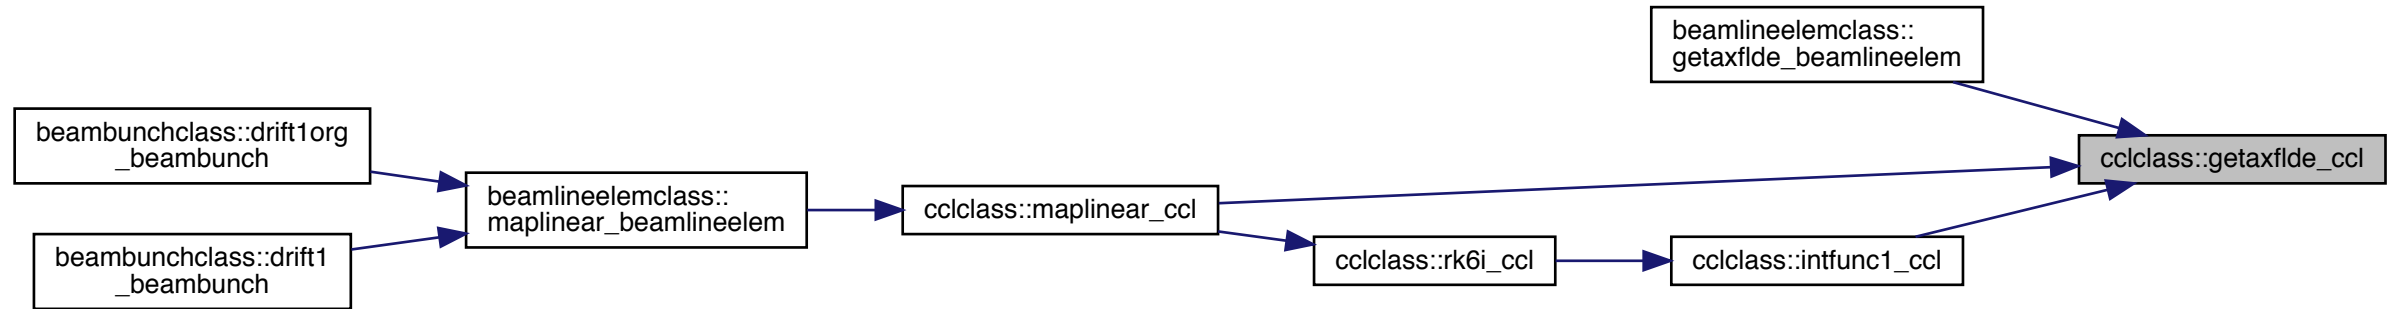 beamlineelemclass::
getaxflde_beamlineelem
beambunchclass::drift1org
_beambunch
beamlineelemclass::
maplinear_beamlineelem
cclclass::maplinear_ccl
cclclass::getaxflde_ccl
beambunchclass::drift1
_beambunch
cclclass::rk6i_ccl
cclclass::intfunc1_ccl